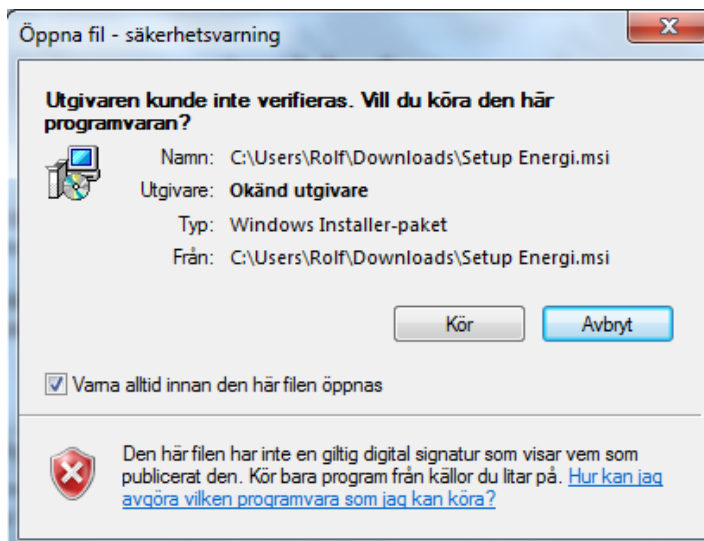 Öppna fil - säkerhetsvarning
Utgivaren kunde inte verifieras. Vill du köra den här
programvaran?
Namn: C:\Users\Rolf\Downloads\Setup Energi.msi
Utgivare: Okänd utgivare
Typ: Windows Installer-paket
Från: C:\Users\Rolf\Downloads\Setup Energi.msi
Kör Avbryt
Varna alltid innan den här filen öppnas
Den här filen har inte en giltig digital signatur som visar vem som
publicerat den. Kör bara program från källor du litar på. Hur kan jag
avgöra vilken programvara som jag kan köra?